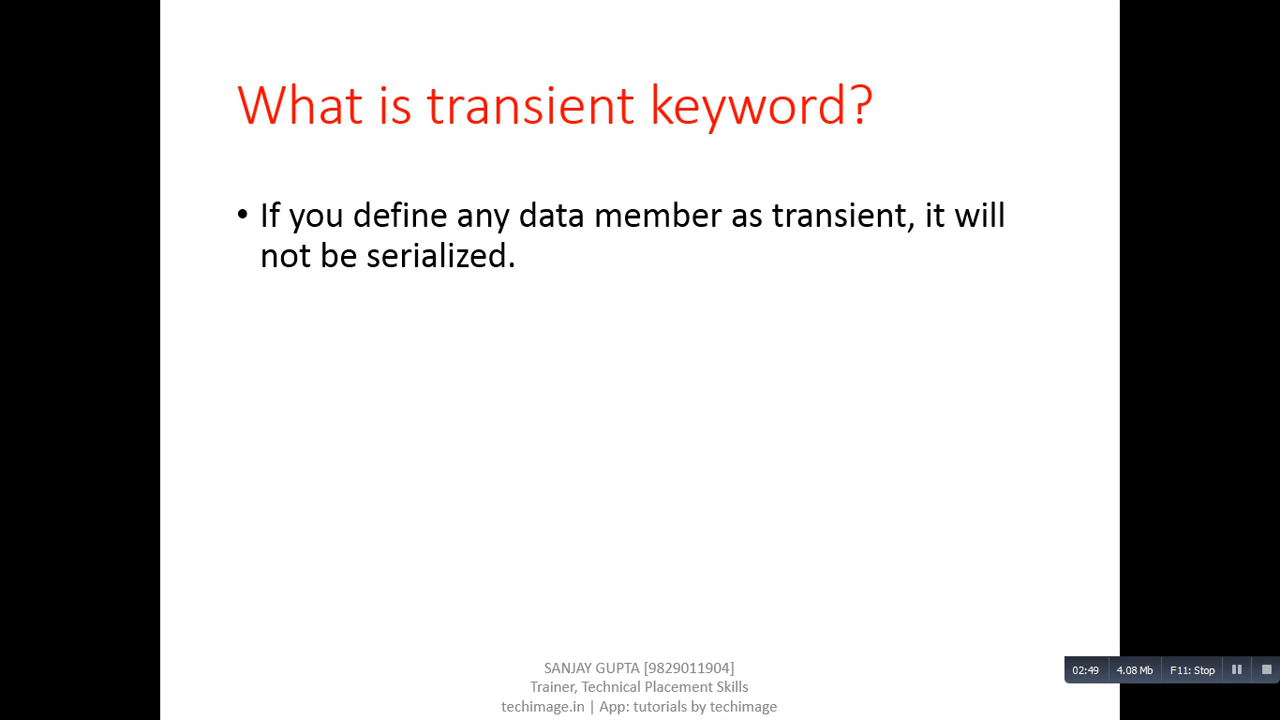 What is transient keyword?
• If you define any data member as transient, it will
not be serialized.
SANJAY GUPTA [9829011904]
Trainer, Technical Placement Skills
techimage.in | App: tutorials by techimage
02:49 4.08 Mb F11: Stop